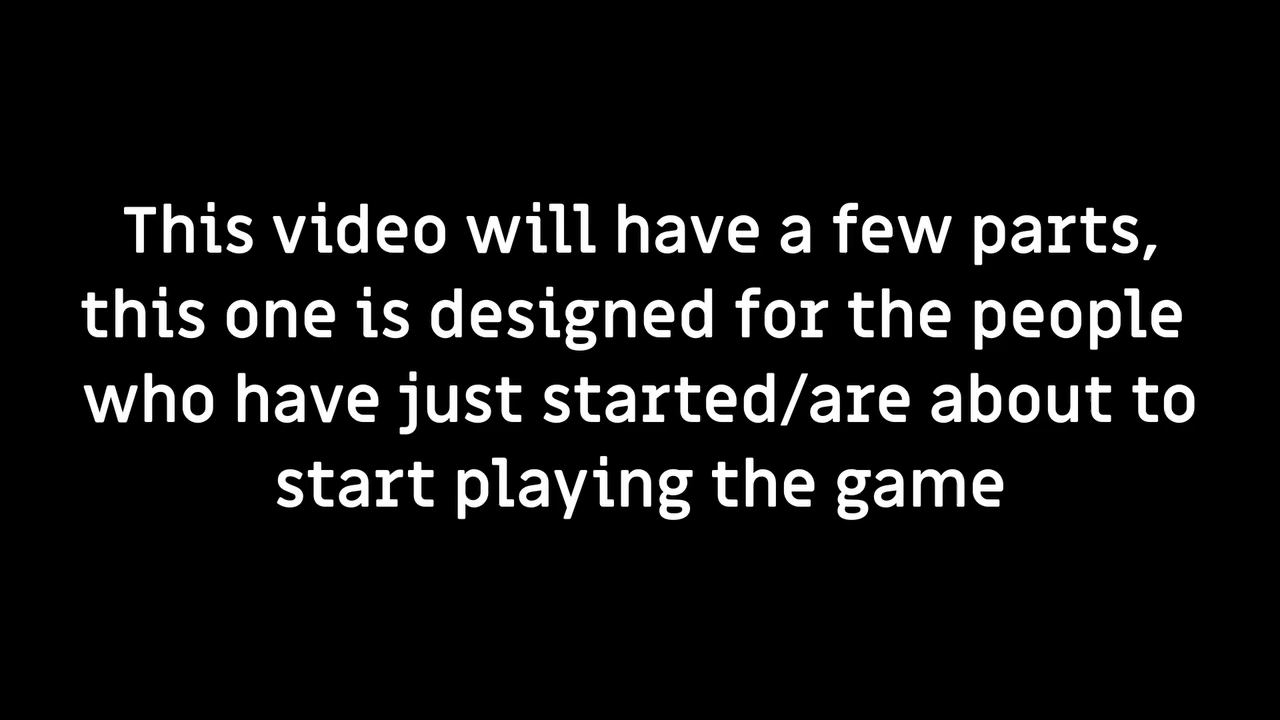 This video will have a few parts,
this one is designed for the people
who have just started/are about to
start playing the game